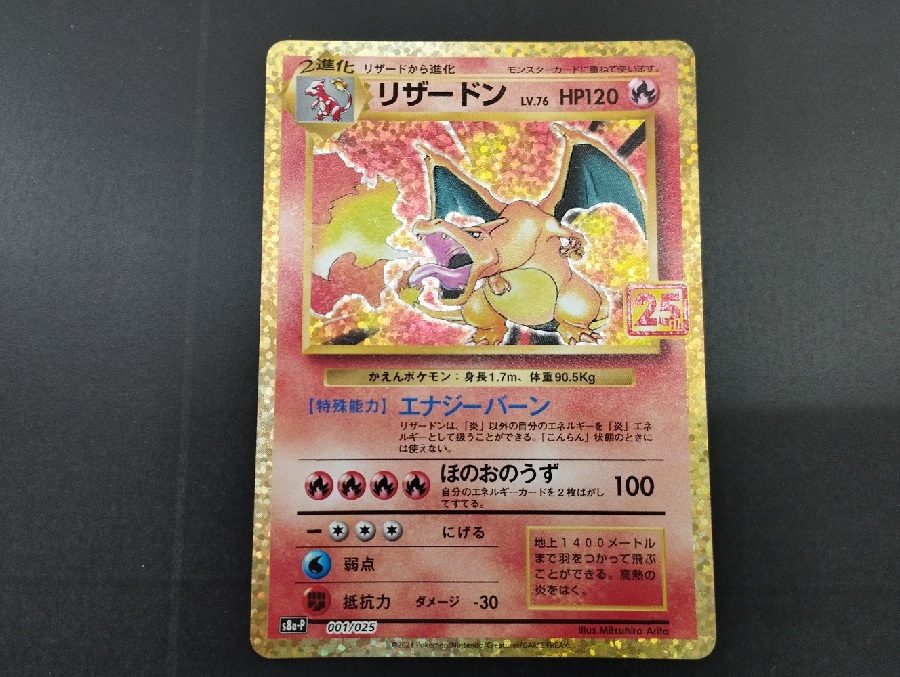 2進化 リザードから進化 モンスターカードに重ねて使います。
リザードン LV.76 HP120
25th
かえんポケモン：身長1.7m、体重90.5Kg
【特殊能力】 エナジーバーン
リザードンは、「炎」以外の自分のエネルギーを「炎」エネ
ルギーとして扱うことができる。「こんらん」状態のときに
は使えない。
ほのおのうず 100
自分のエネルギーカードを2枚はがし
てすてる。
にげる
弱点
抵抗力 ダメージ -30
地上1400メートル
まで羽をつかって飛ぶ
ことができる。高熱の
炎をはく。
s8a-P 001/025 Illus.Mitsuhiro Arita
©2021 Pokémon/Nintendo/Creatures/GAME FREAK.